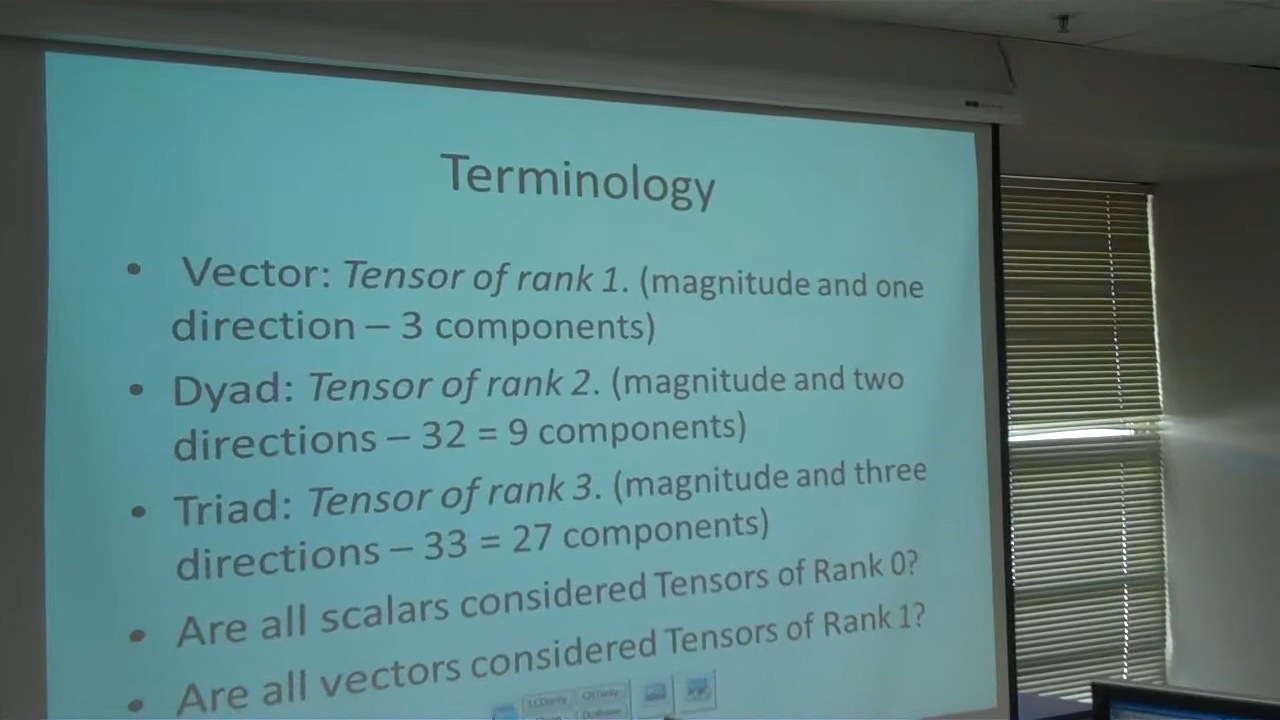 Terminology
• Vector: Tensor of rank 1. (magnitude and one
direction – 3 components)
• Dyad: Tensor of rank 2. (magnitude and two
directions – 32 = 9 components)
• Triad: Tensor of rank 3. (magnitude and three
directions – 33 = 27 components)
• Are all scalars considered Tensors of Rank 0?
• Are all vectors considered Tensors of Rank 1?